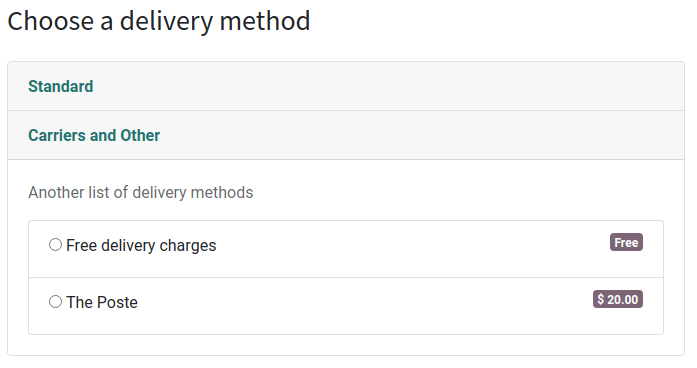 Choose a delivery method
Standard
Carriers and Other
Another list of delivery methods
Free delivery charges Free
The Poste $ 20.00